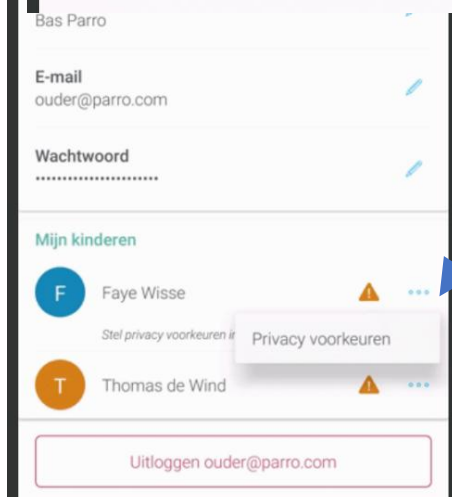 Bas Parro
E-mail
ouder@parro.com
Wachtwoord
•••••••••••••••••••••••
Mijn kinderen
F
Faye Wisse
Stel privacy voorkeuren
Privacy voorkeuren
T
Thomas de Wind
Uitloggen ouder@parro.com